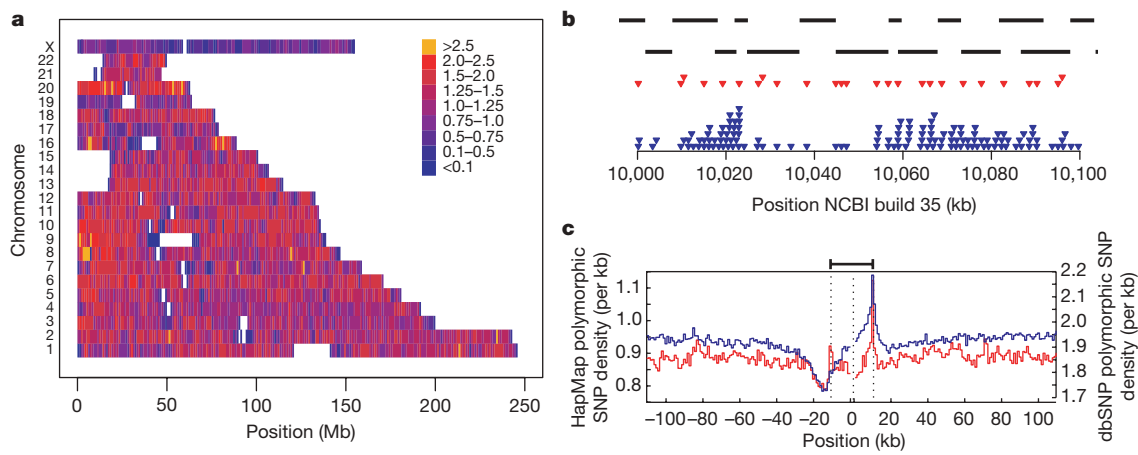 a
Chromosome
X
22
21
20
19
18
17
16
15
14
13
12
11
10
9
8
7
6
5
4
3
2
1
>2.5
2.0–2.5
1.5–2.0
1.25–1.5
1.0–1.25
0.75–1.0
0.5–0.75
0.1–0.5
<0.1
0 50 100 150 200 250
Position (Mb)
b
10,000 10,020 10,040 10,060 10,080 10,100
Position NCBI build 35 (kb)
c
HapMap polymorphic
SNP density (per kb)
1.1
1.0
0.9
0.8
2.2
2.1
2.0
1.9
1.8
1.7
dbSNP polymorphic SNP
density (per kb)
−100 −80 −60 −40 −20 0 20 40 60 80 100
Position (kb)